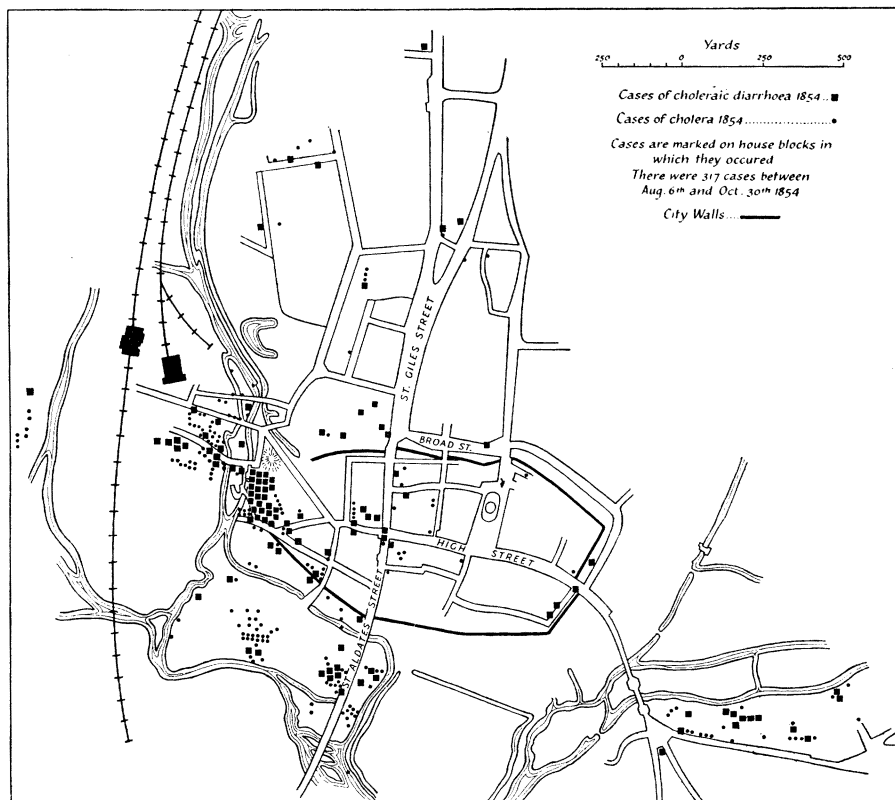 Yards
250 0 250 500
Cases of choleraic diarrhoea 1854..
Cases of cholera 1854
Cases are marked on house blocks in
which they occured
There were 317 cases between
Aug. 6th and Oct. 30th 1854
City Walls....
ST. GILES STREET
BROAD ST.
HIGH STREET
ST. ALDATES STREET